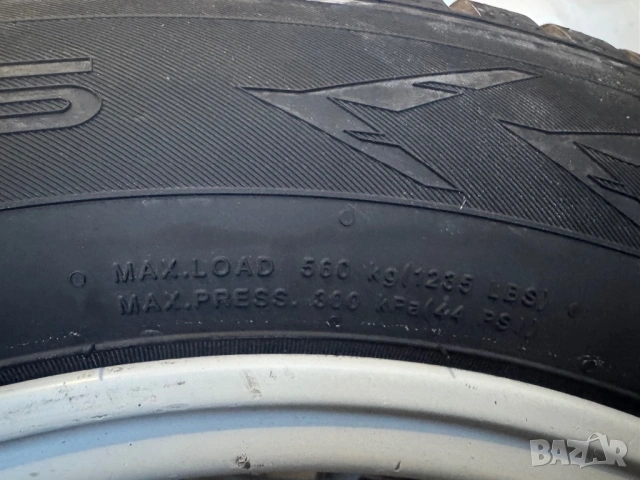 S
MAX.LOAD 560 kg(1235 LBS)
MAX.PRESS. 300 KPa(44 PSI)
BAZAR